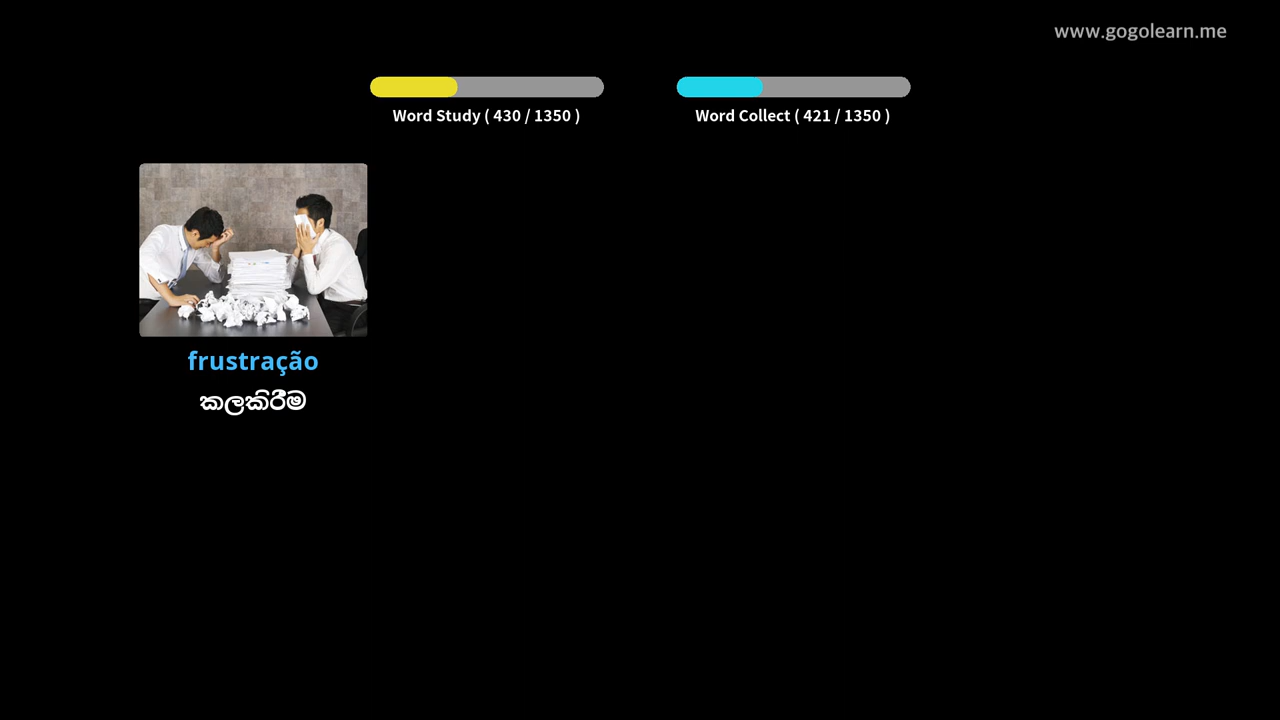 www.gogolearn.me
Word Study ( 430 / 1350 )
Word Collect ( 421 / 1350 )
frustração
කලකිරීම